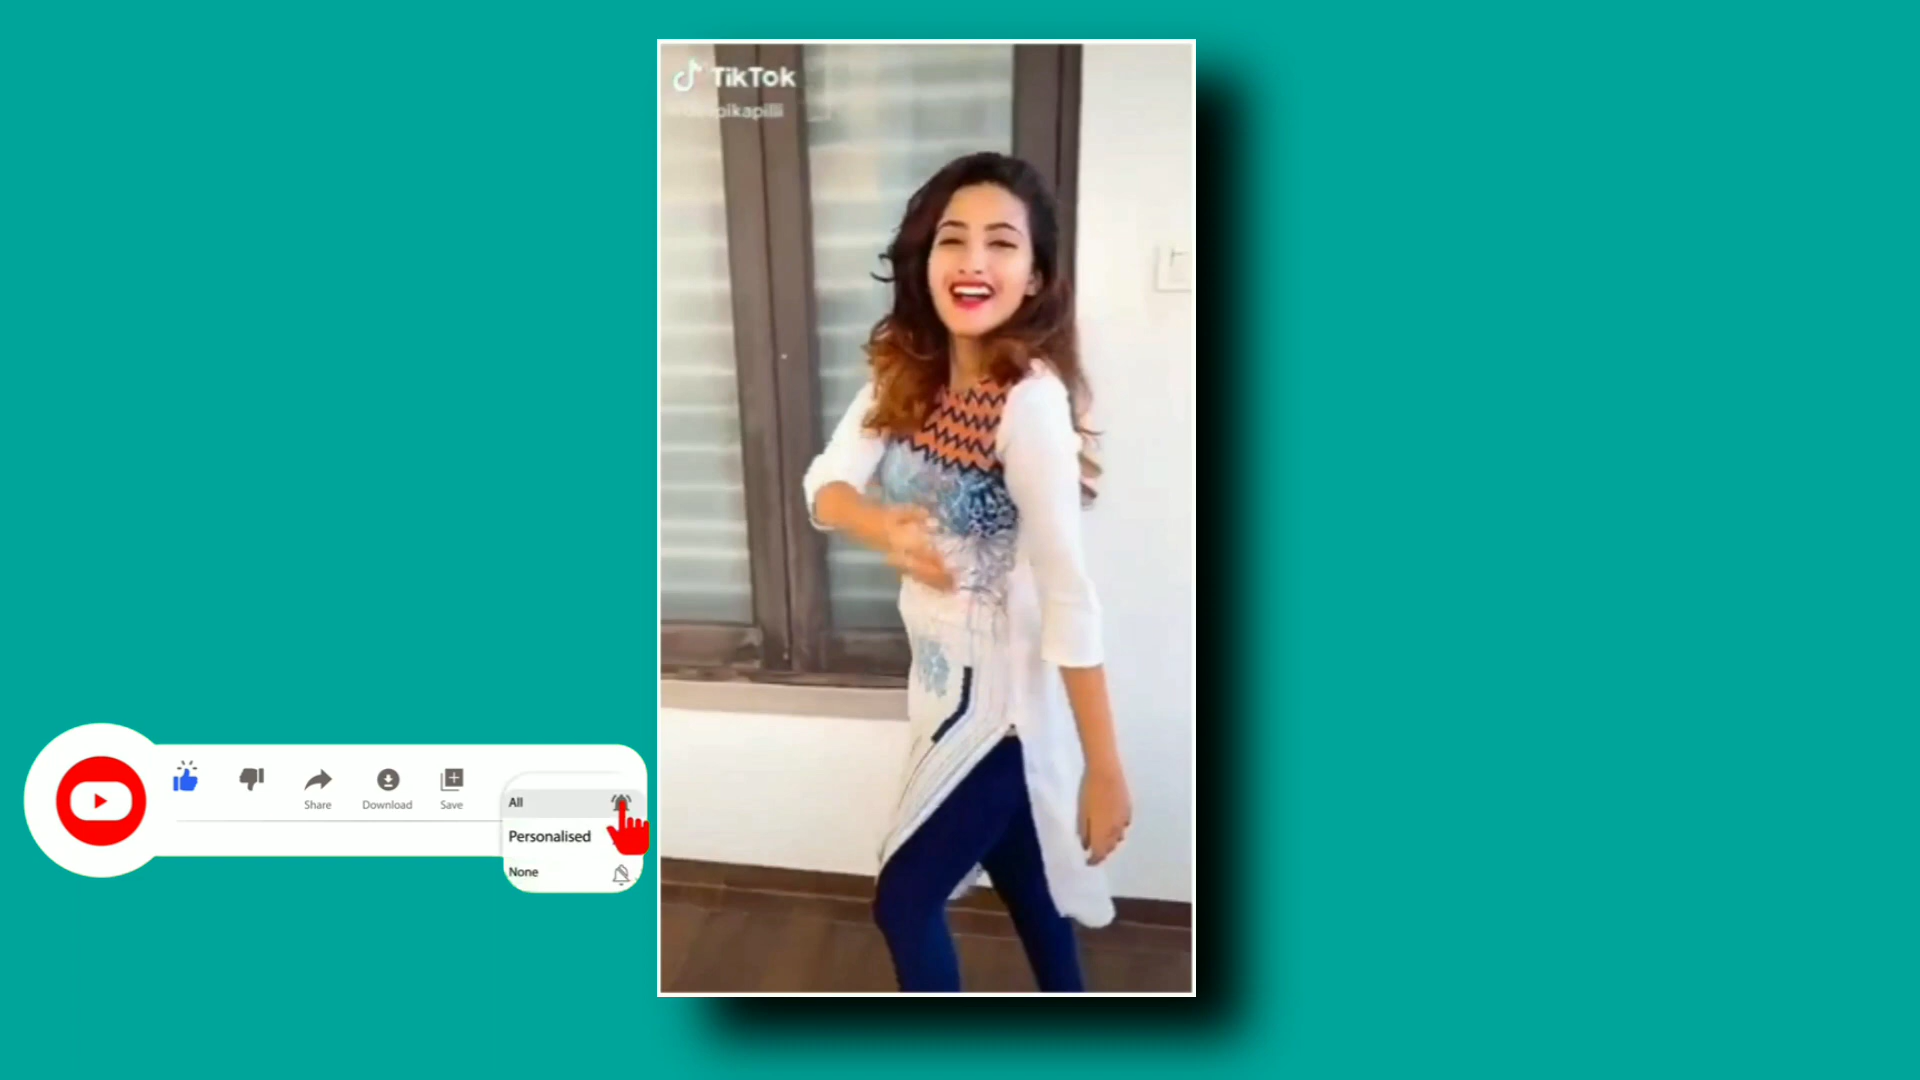 TikTok
Share
Download
Save
All
Personalised
None